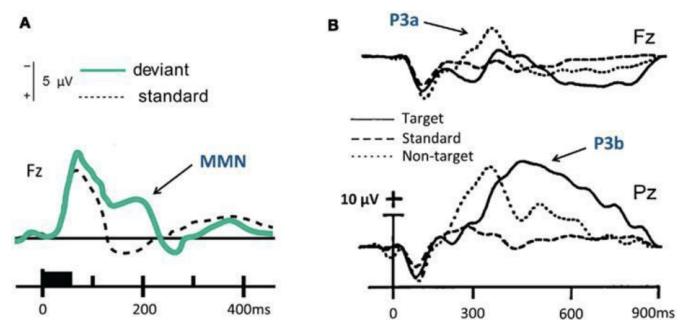 A
−
5 μV
+
deviant
standard
Fz
MMN
0
200
400ms
B
P3a
Fz
Target
Standard
Non-target
P3b
10 μV
+
Pz
0
300
600
900ms